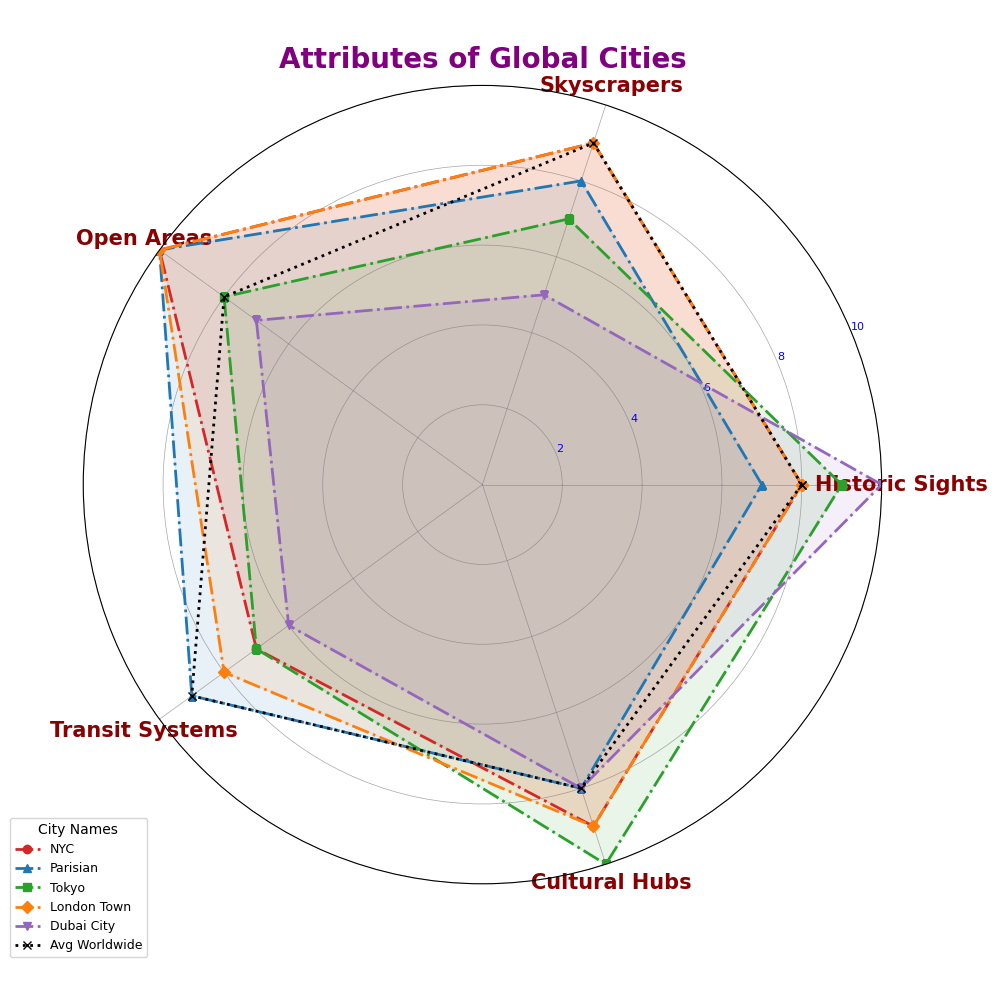 Attributes of Global Cities
Skyscrapers
Open Areas
Historic Sights
Transit Systems
Cultural Hubs
2
4
6
8
10
City Names
NYC
Parisian
Tokyo
London Town
Dubai City
Avg Worldwide